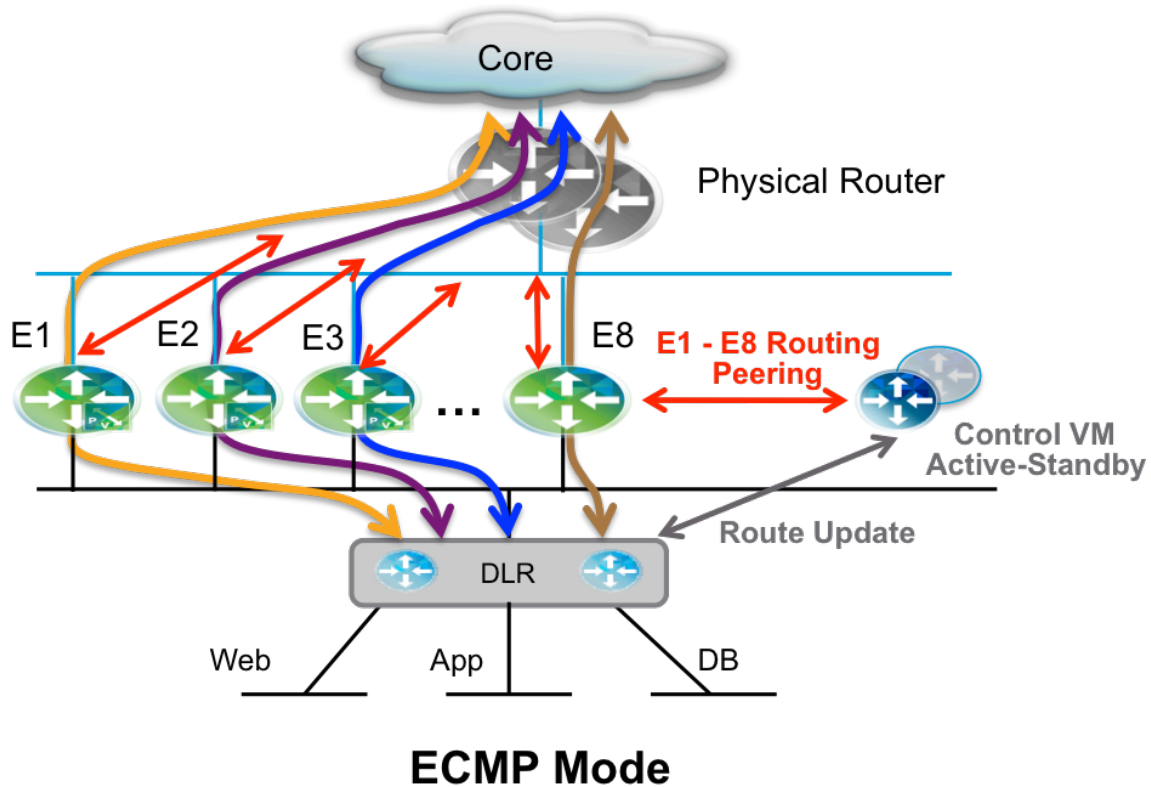 Core
Physical Router
E1
E2
E3
E8
E1 - E8 Routing
Peering
...
Control VM
Active-Standby
Route Update
DLR
Web
App
DB
ECMP Mode